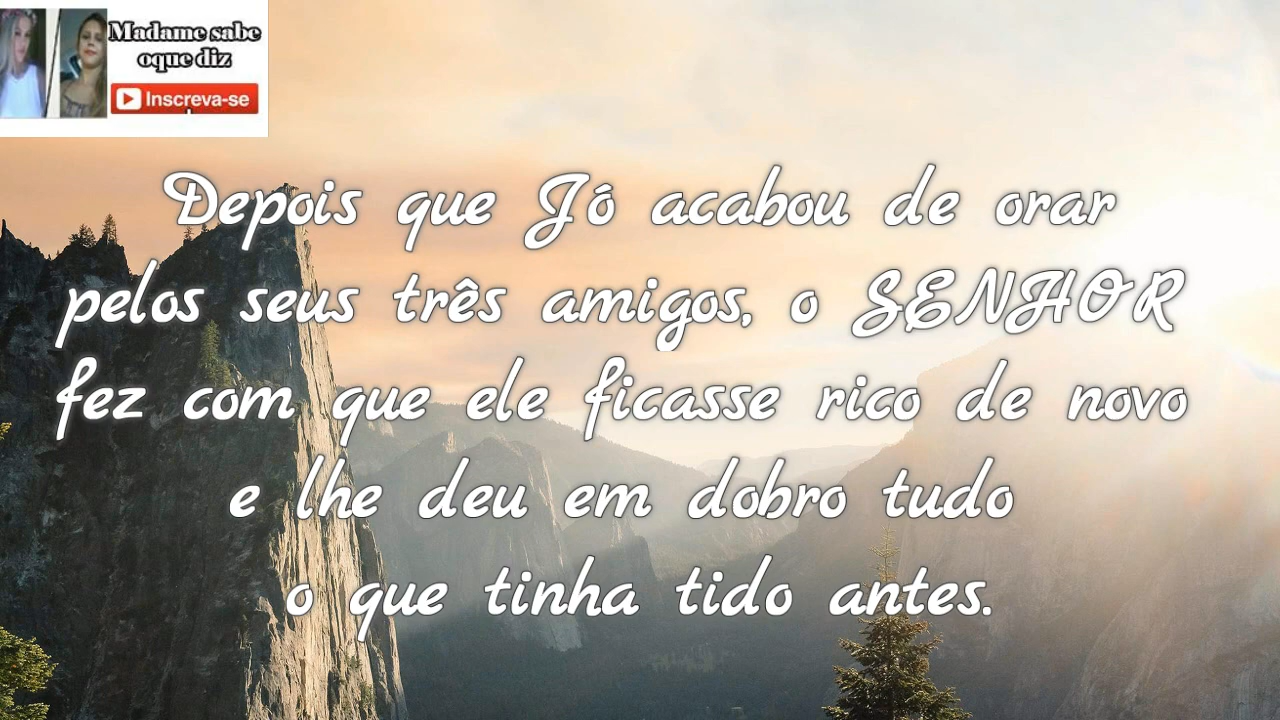 Madame sabe
oque diz
Inscreva-se
Depois que Jó acabou de orar
pelos seus três amigos, o SENHOR
fez com que ele ficasse rico de novo
e lhe deu em dobro tudo
o que tinha tido antes.